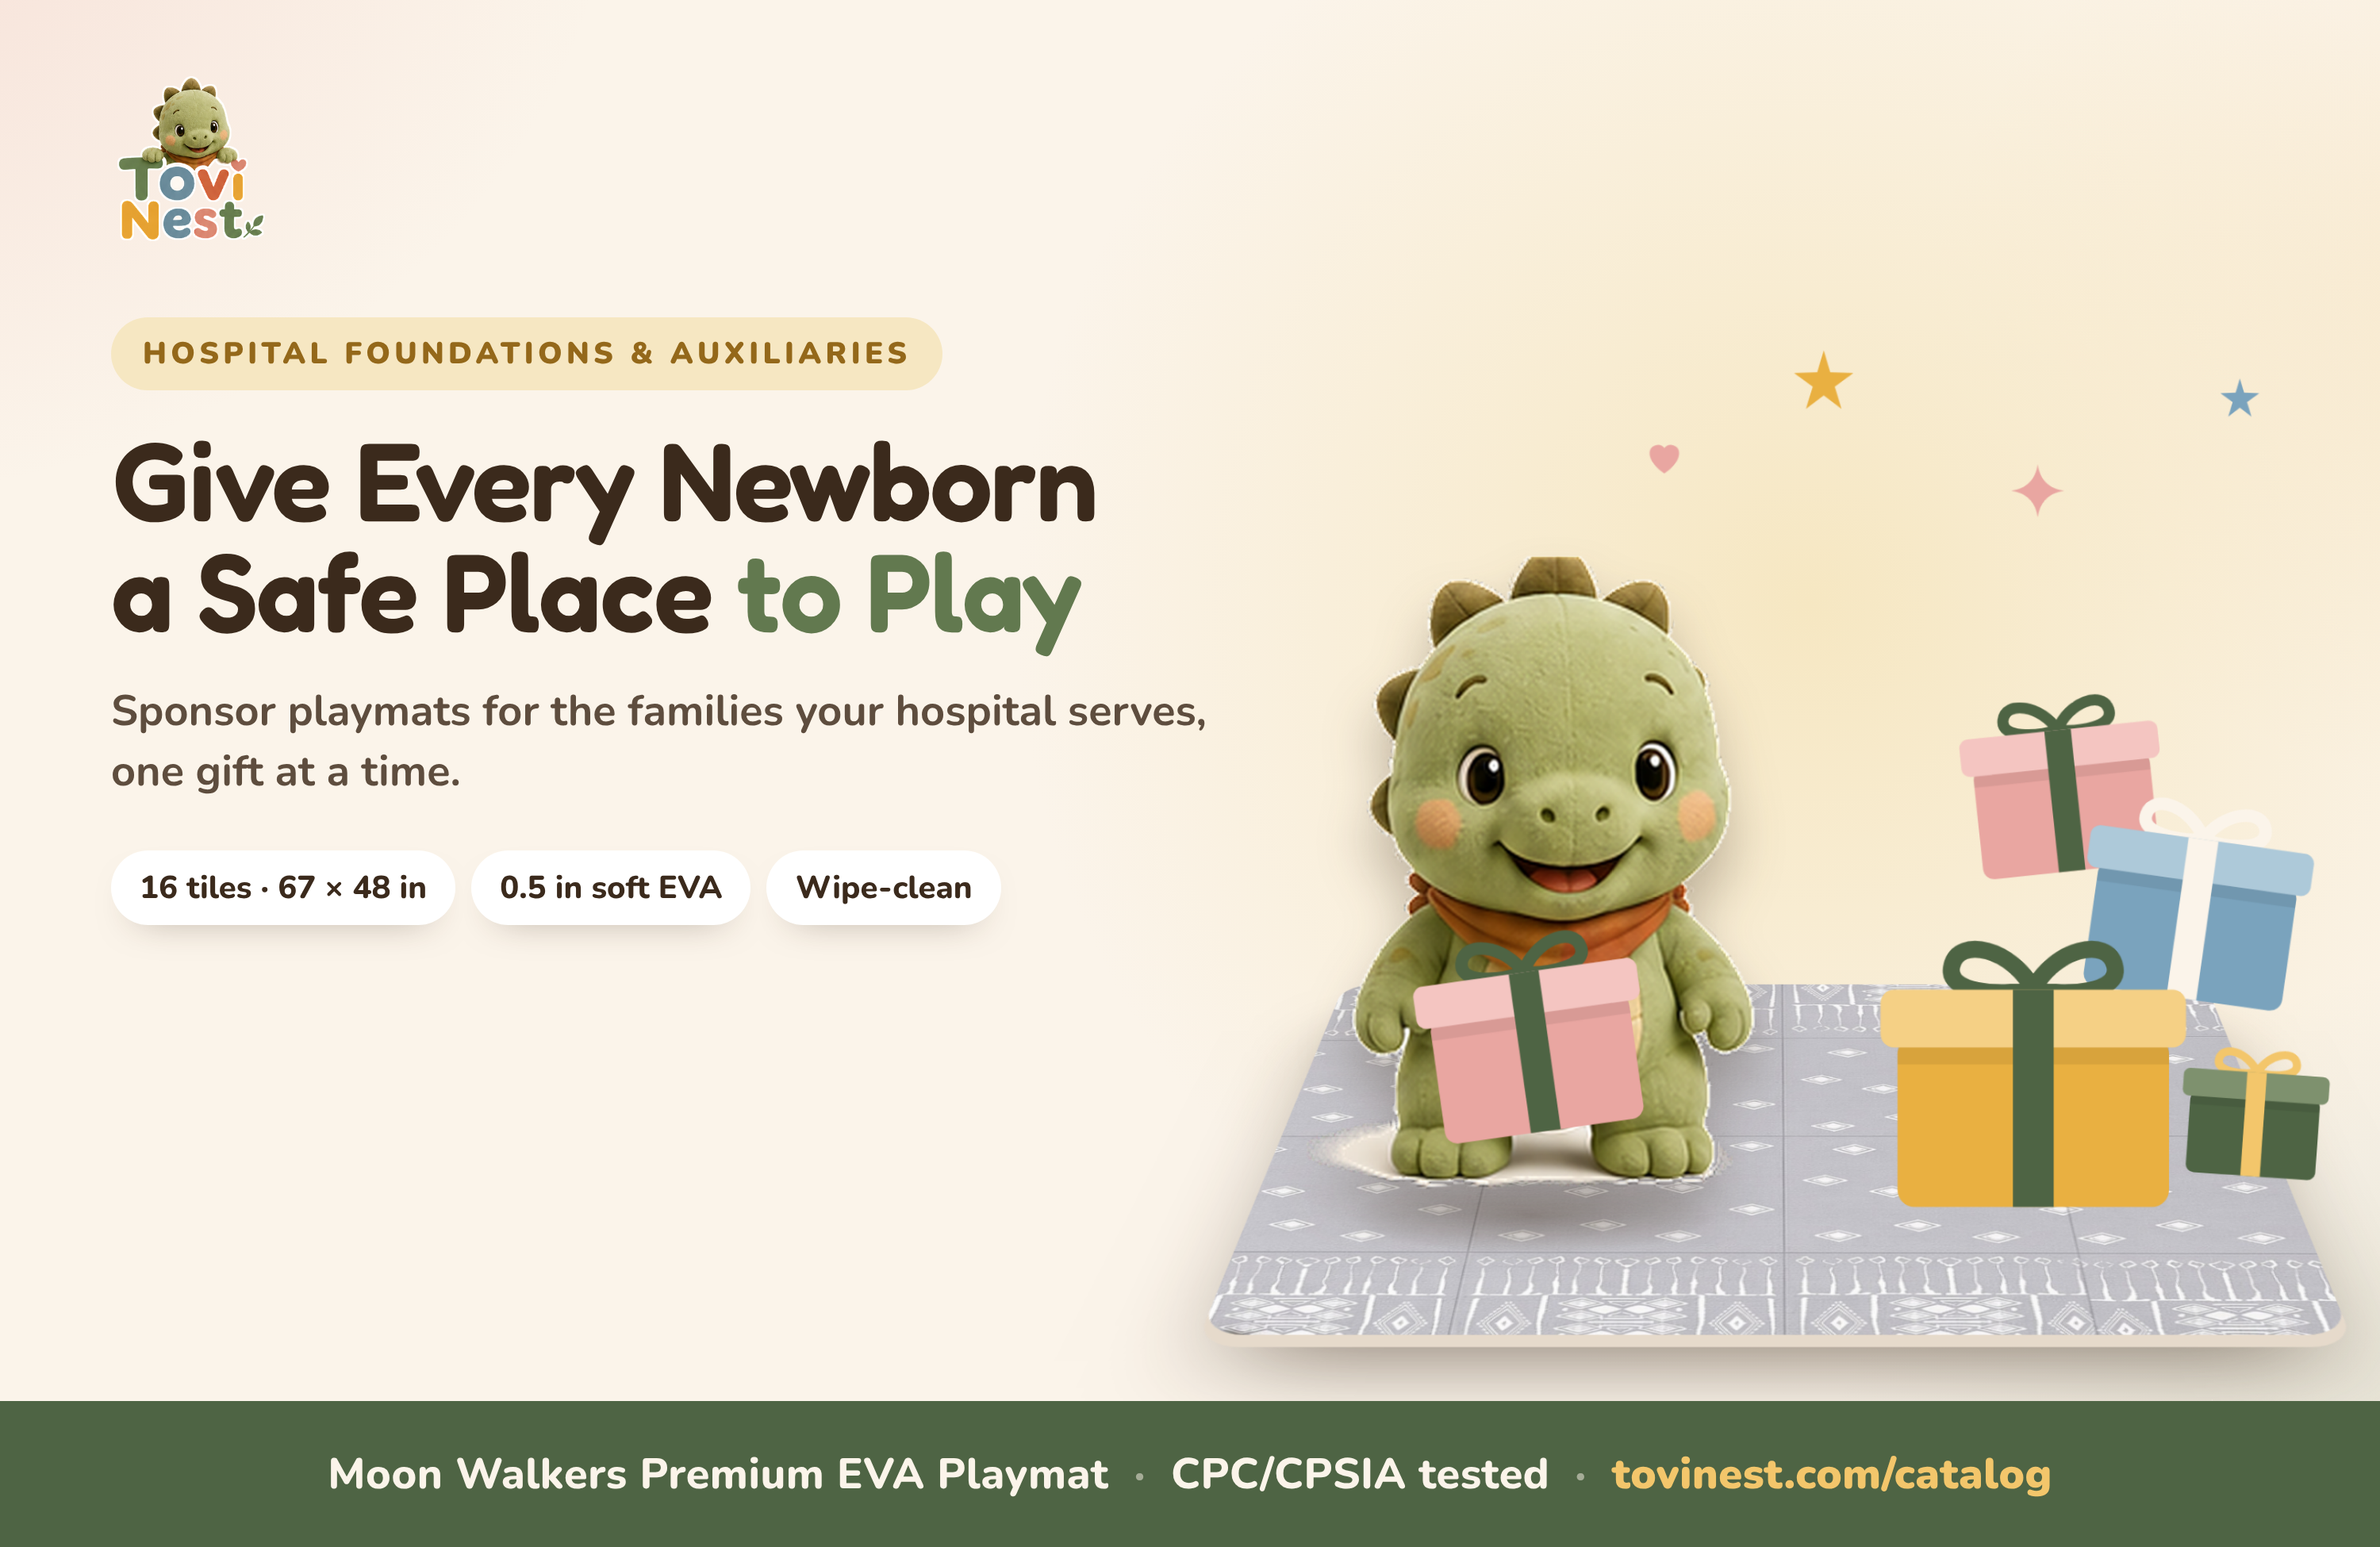 Tovi
Nest
HOSPITAL FOUNDATIONS & AUXILIARIES
Give Every Newborn
a Safe Place to Play
Sponsor playmats for the families your hospital serves,
one gift at a time.
16 tiles · 67 × 48 in
0.5 in soft EVA
Wipe-clean
Moon Walkers Premium EVA Playmat · CPC/CPSIA tested · tovinest.com/catalog